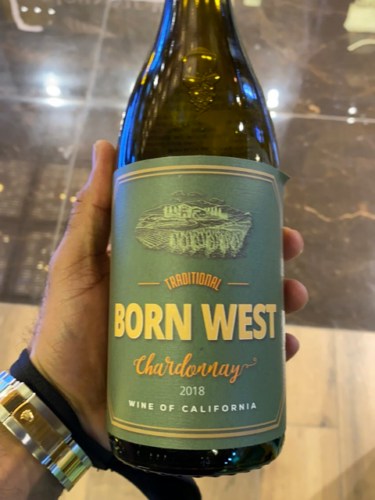 TRADITIONAL
BORN WEST
Chardonnay
2018
WINE OF CALIFORNIA